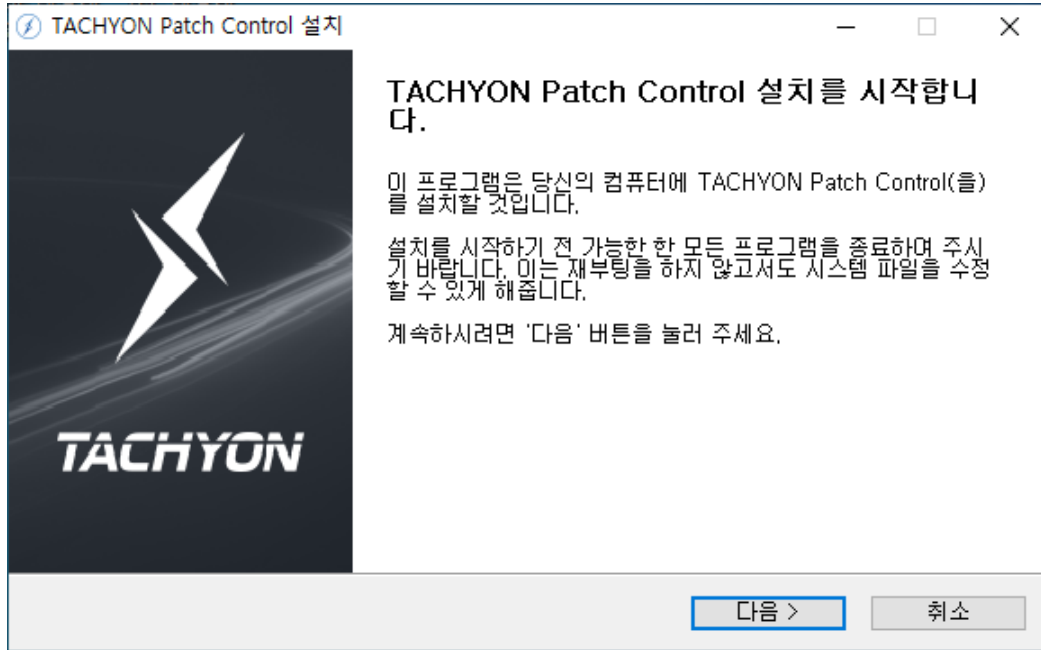 TACHYON Patch Control 설치
TACHYON Patch Control 설치를 시작합니
다.
이 프로그램은 당신의 컴퓨터에 TACHYON Patch Control(을)
를 설치할 것입니다.
설치를 시작하기 전 가능한 한 모든 프로그램을 종료하여 주시
기 바랍니다. 이는 재부팅을 하지 않고서도 시스템 파일을 수정
할 수 있게 해줍니다.
계속하시려면 '다음' 버튼을 눌러 주세요.
TACHYON
다음 >
취소